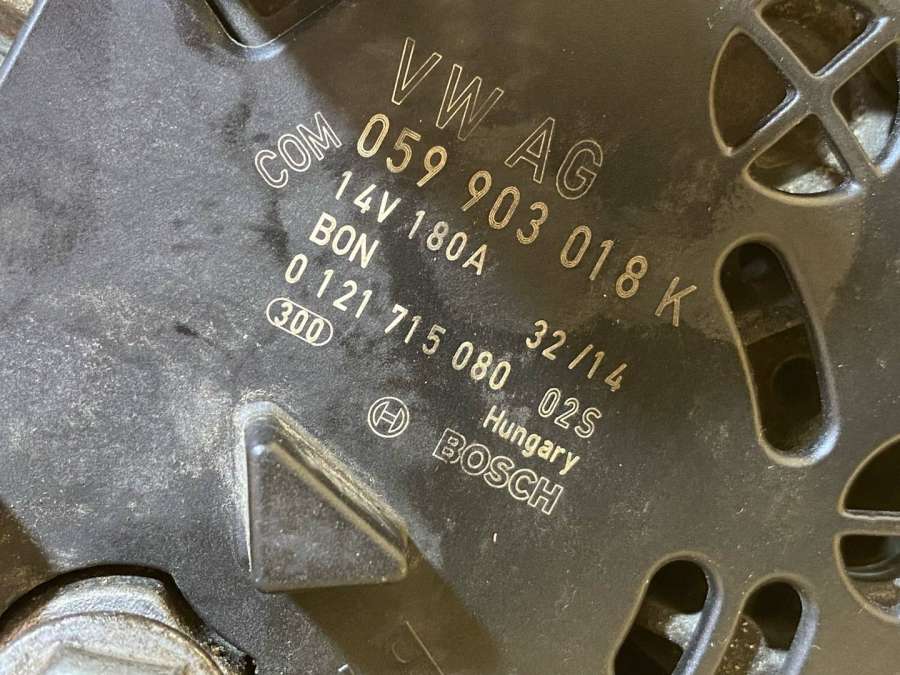 VW AG
COM 059 903 018 K
14V 180A
BON 32/14
0 121 715 080 02S
300 Hungary
BOSCH